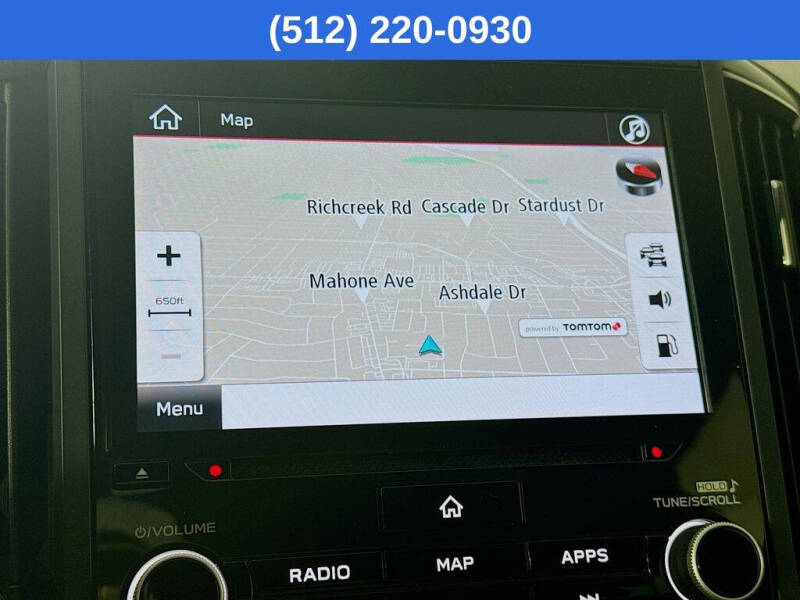 (512) 220-0930
Map
Richcreek Rd Cascade Dr Stardust Dr
650ft
Mahone Ave
Ashdale Dr
powered by TOMTOM
Menu
HOLD
TUNE/SCROLL
/VOLUME
RADIO
MAP
APPS